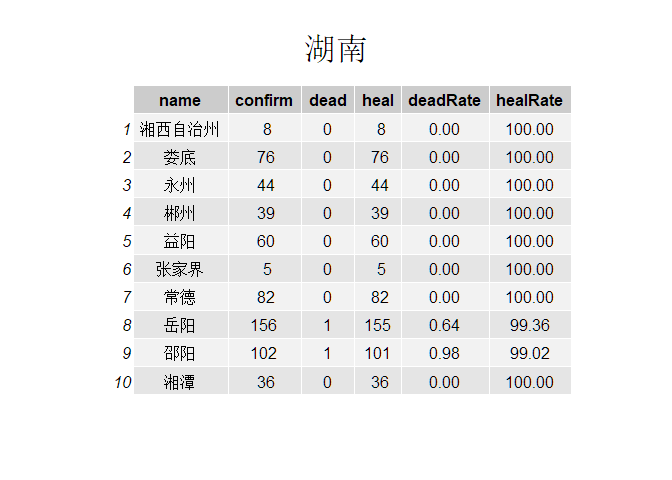 湖南
name confirm dead heal deadRate healRate
1 湘西自治州 8 0 8 0.00 100.00
2 娄底 76 0 76 0.00 100.00
3 永州 44 0 44 0.00 100.00
4 郴州 39 0 39 0.00 100.00
5 益阳 60 0 60 0.00 100.00
6 张家界 5 0 5 0.00 100.00
7 常德 82 0 82 0.00 100.00
8 岳阳 156 1 155 0.64 99.36
9 邵阳 102 1 101 0.98 99.02
10 湘潭 36 0 36 0.00 100.00